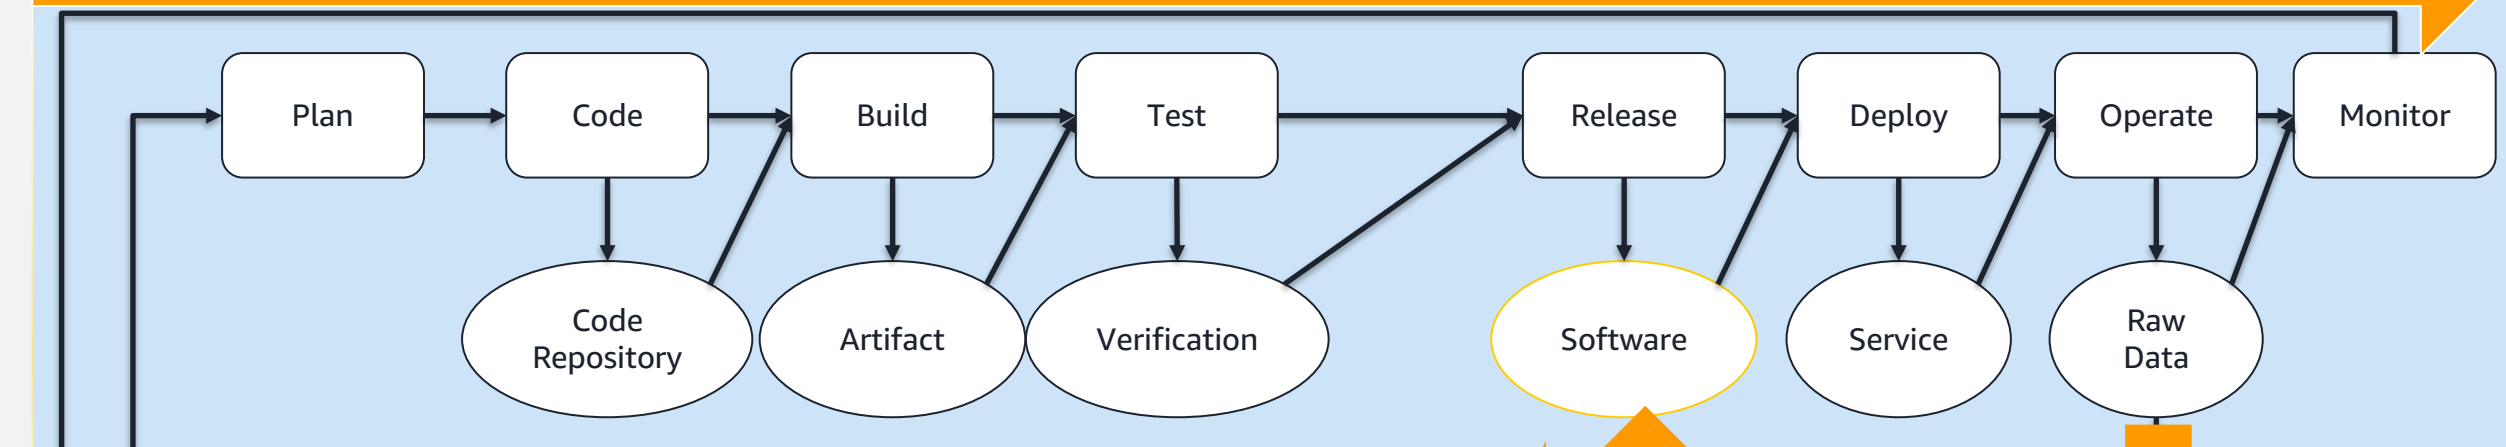 Plan
Code
Build
Test
Release
Deploy
Operate
Monitor
Code
Repository
Artifact
Verification
Software
Service
Raw
Data